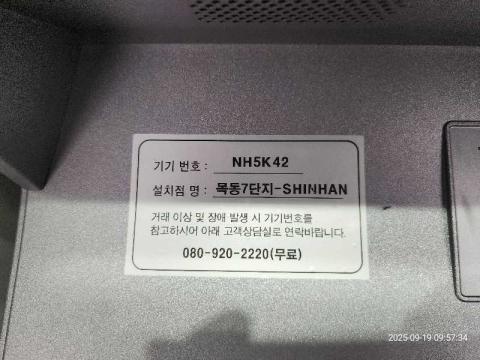 기기 번호 : NH5K42
설치점 명 : 목동7단지-SHINHAN
거래 이상 및 장애 발생 시 기기번호를
참고하시어 아래 고객상담실로 연락바랍니다.
080-920-2220(무료)
2025-09-19 09:57:34